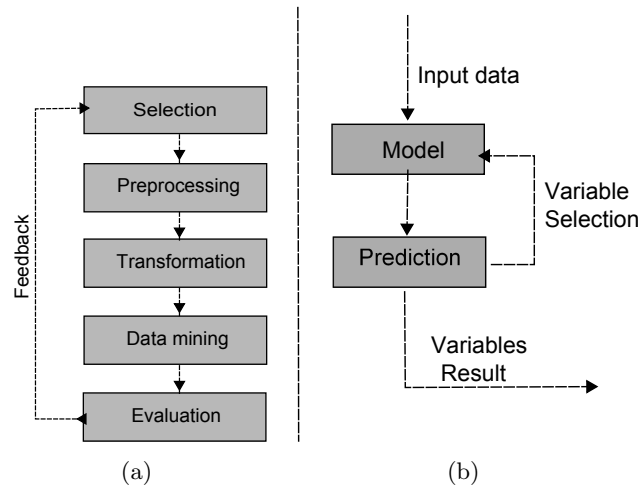 Selection
Preprocessing
Transformation
Data mining
Evaluation
Feedback
(a)
Input data
Model
Variable
Selection
Prediction
Variables
Result
(b)